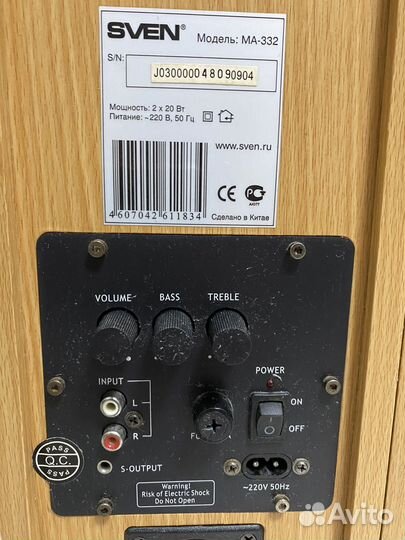 SVEN®
Модель: MA-332
S/N:
J030000048090904
Мощность: 2 x 20 Вт
Питание: ~220 В, 50 Гц
www.sven.ru
4 607042 611834
CE
АЮ77
Сделано в Китае
VOLUME
BASS
TREBLE
POWER
INPUT
L
R
ON
OFF
PASS
Q.C.
PASS
S-OUTPUT
Warning!
Risk of Electric Shock
Do Not Open
~220V 50Hz
Avito